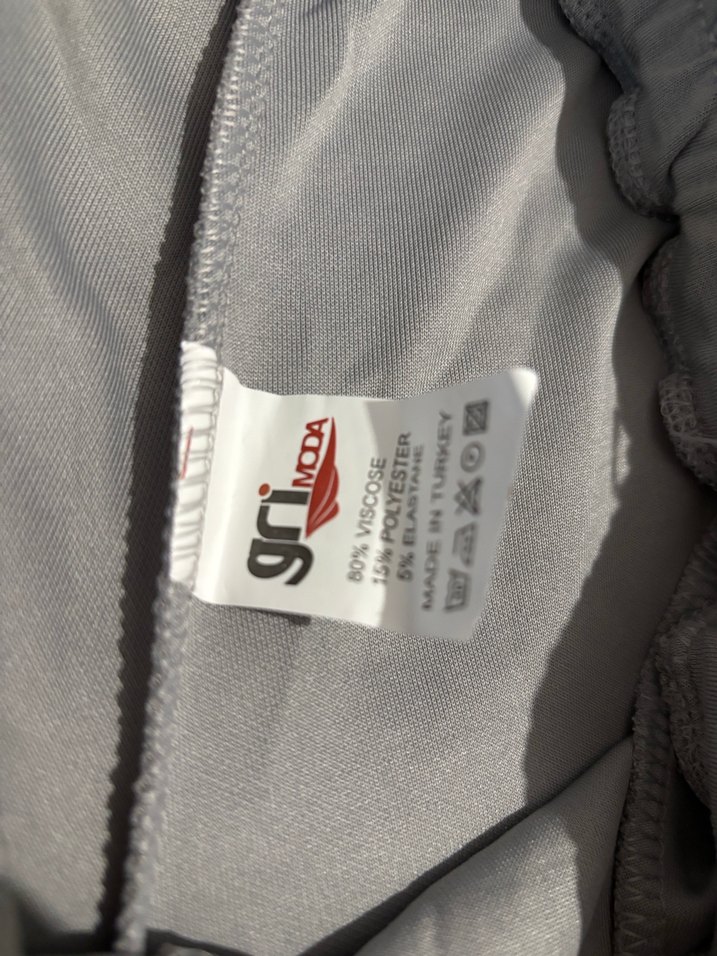 gri
MODA
80% VISCOSE
15% POLYESTER
5% ELASTANE
MADE IN TURKEY